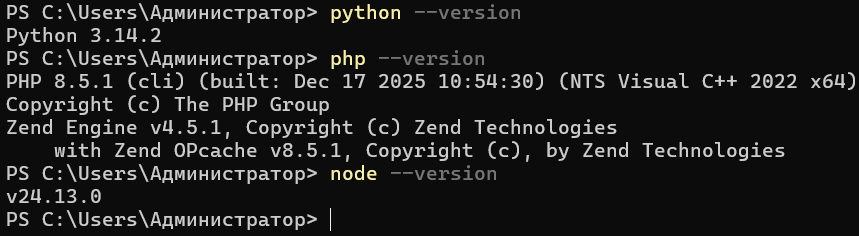 PS C:\Users\Администратор> python --version
Python 3.14.2
PS C:\Users\Администратор> php --version
PHP 8.5.1 (cli) (built: Dec 17 2025 10:54:30) (NTS Visual C++ 2022 x64)
Copyright (c) The PHP Group
Zend Engine v4.5.1, Copyright (c) Zend Technologies
    with Zend OPcache v8.5.1, Copyright (c), by Zend Technologies
PS C:\Users\Администратор> node --version
v24.13.0
PS C:\Users\Администратор>